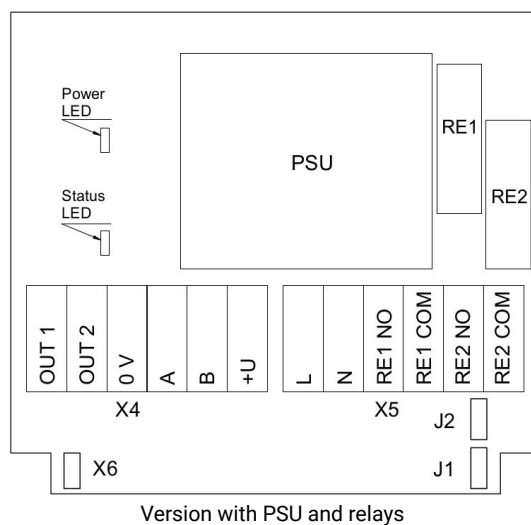 Power
LED
Status
LED
PSU
RE1
RE2
OUT 1
OUT 2
0 V
A
B
+U
L
N
RE1 NO
RE1 COM
RE2 NO
RE2 COM
X4
X5
J2
X6
J1
Version with PSU and relays